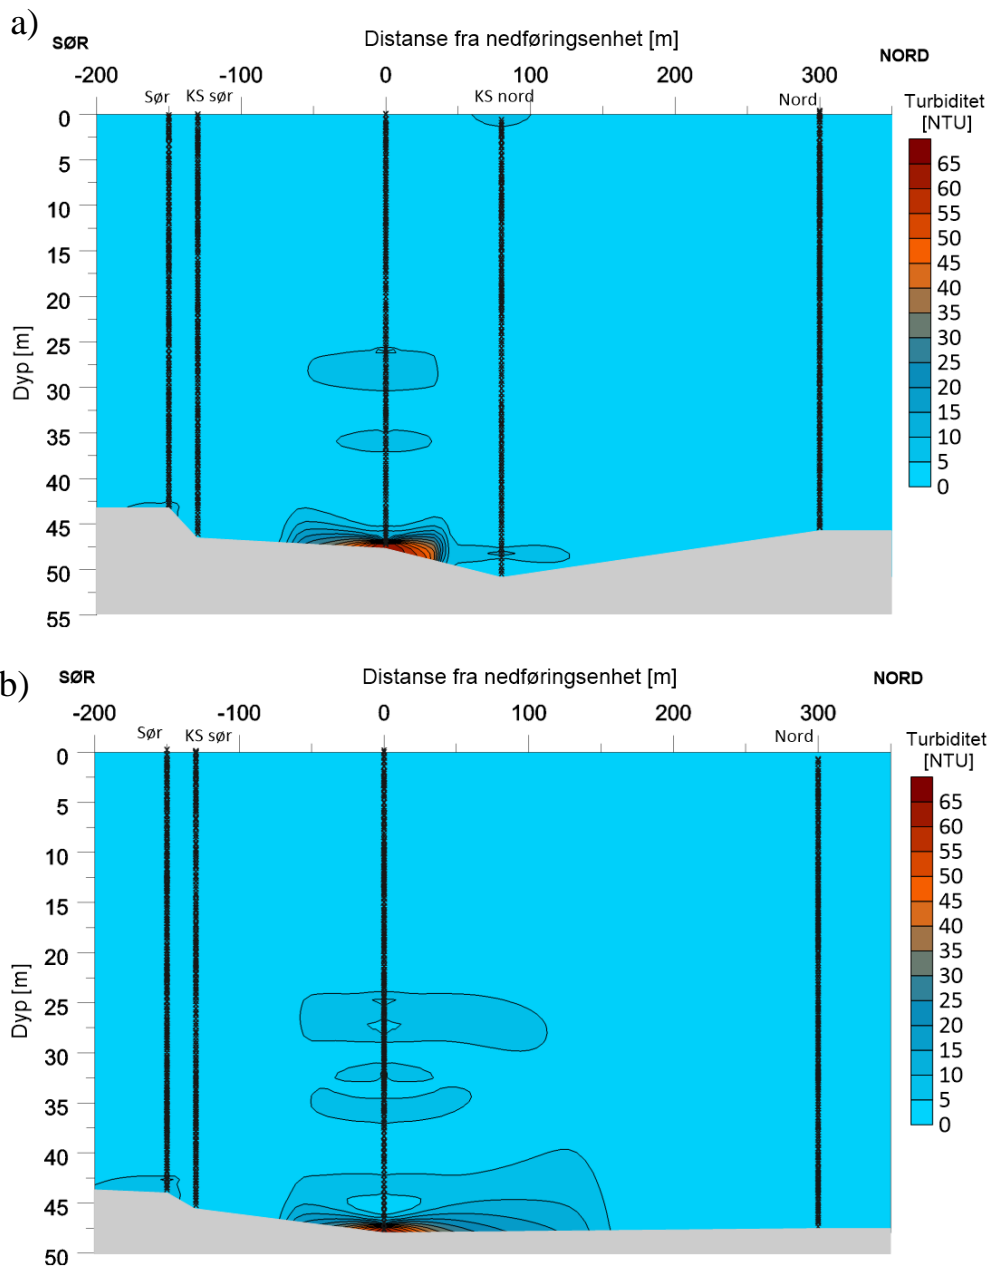 a)
SØR
Distanse fra nedføringsenhet [m]
NORD
-200 -100 0 100 200 300
Sør KS sør KS nord Nord
Turbiditet
[NTU]
Dyp [m]
0
5
10
15
20
25
30
35
40
45
50
55
65
60
55
50
45
40
35
30
25
20
15
10
5
0
b)
SØR
Distanse fra nedføringsenhet [m]
NORD
-200 -100 0 100 200 300
Sør KS sør Nord
Turbiditet
[NTU]
Dyp [m]
0
5
10
15
20
25
30
35
40
45
50
65
60
55
50
45
40
35
30
25
20
15
10
5
0